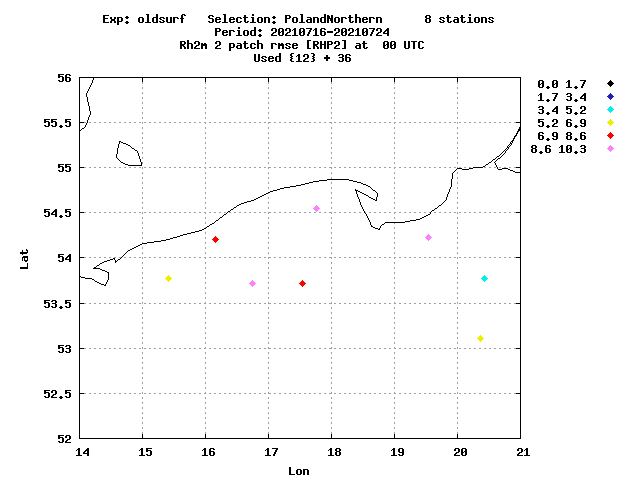 Exp: oldsurf Selection: PolandNorthern 8 stations
Period: 20210716-20210724
Rh2m 2 patch rmse [RHP2] at 00 UTC
Used {12} + 36
0.0 1.7
1.7 3.4
3.4 5.2
5.2 6.9
6.9 8.6
8.6 10.3
56
55.5
55
54.5
54
53.5
53
52.5
52
Lat
14 15 16 17 18 19 20 21
Lon